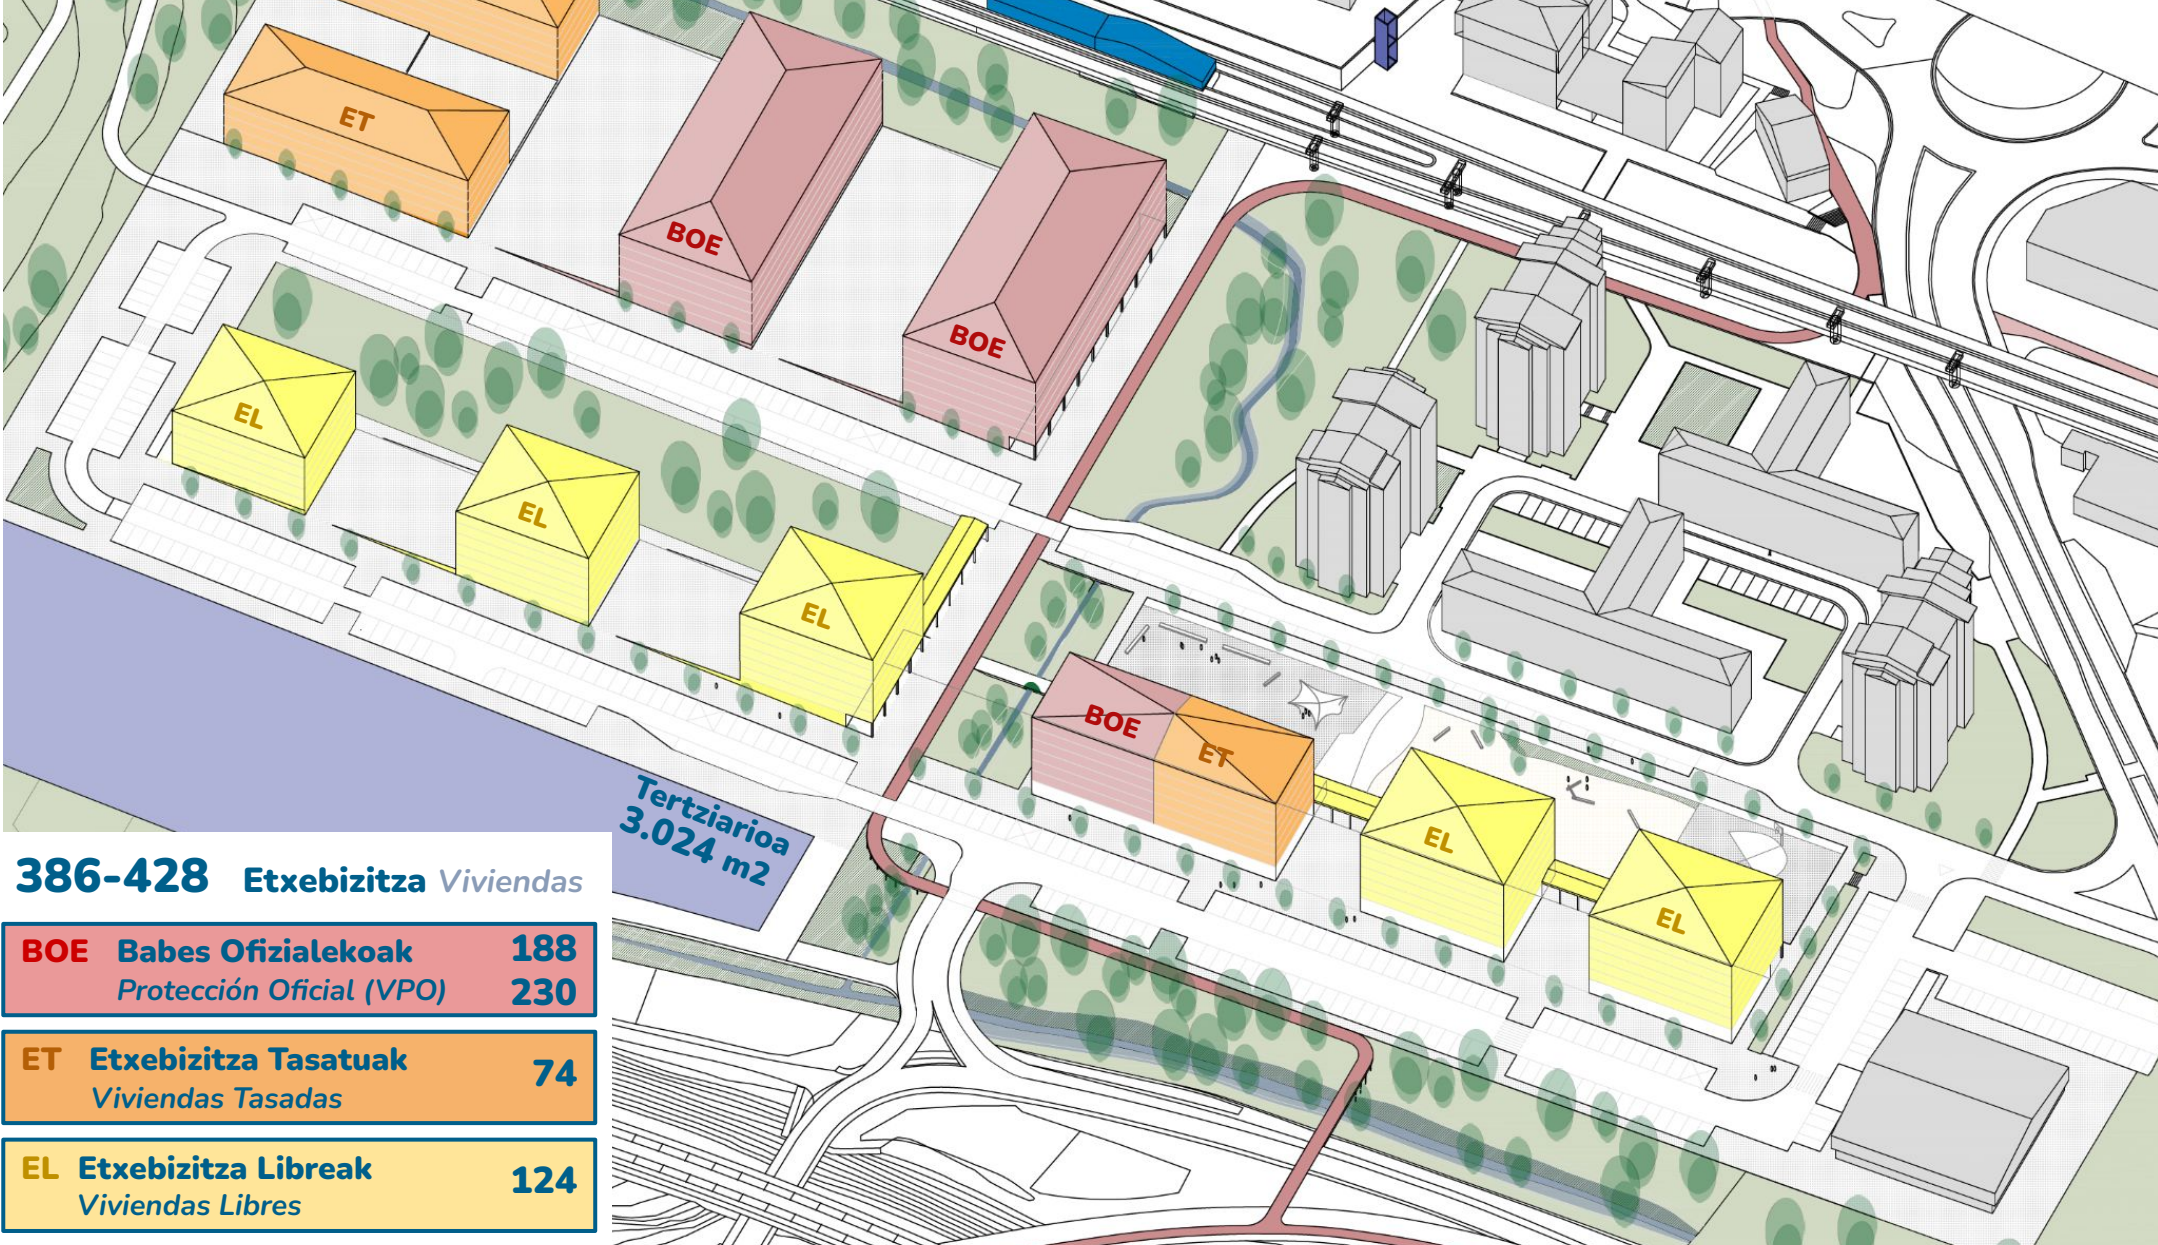 ET
BOE
BOE
EL
EL
EL
BOE
ET
EL
EL
Tertziarioa
3.024 m2
386-428 Etxebizitza Viviendas
BOE Babes Ofizialekoak 188
Protección Oficial (VPO) 230
ET Etxebizitza Tasatuak 74
Viviendas Tasadas
EL Etxebizitza Libreak 124
Viviendas Libres